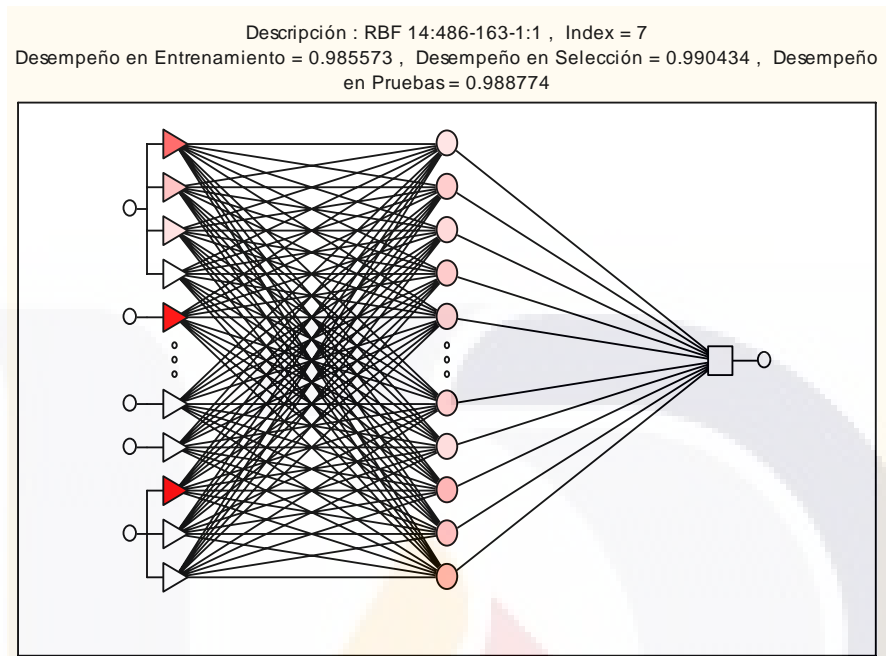 Descripción : RBF 14:486-163-1:1 , Index = 7
Desempeño en Entrenamiento = 0.985573 , Desempeño en Selección = 0.990434 , Desempeño
en Pruebas = 0.988774